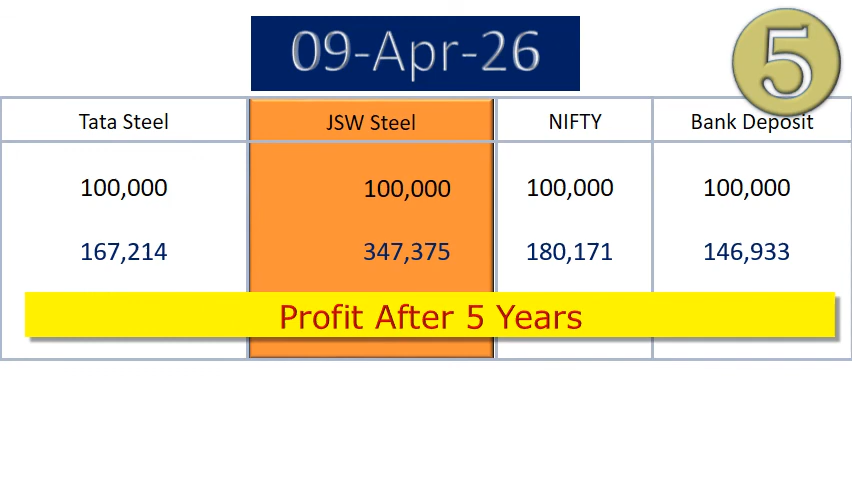 09-Apr-26
5
Tata Steel JSW Steel NIFTY Bank Deposit
100,000 100,000 100,000 100,000
167,214 347,375 180,171 146,933
Profit After 5 Years